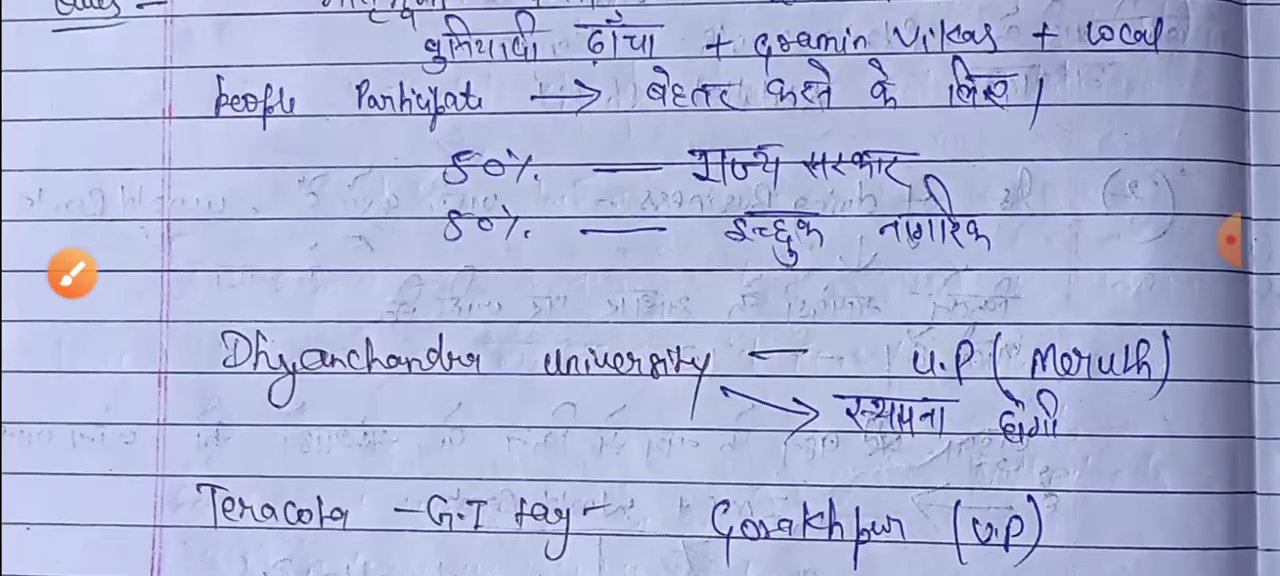 Ques -
बुनियादी ढांचा + Gramin Vikas + Local
people Participate → बेहतर करने के लिए।
50% — राज्य सरकार
50% — इच्छुक नागरिक
Dhyanchandra University — U.P (Meruth)
→ स्थापना होगी
Teracota - G.I tag - Gorakhpur (U.P)